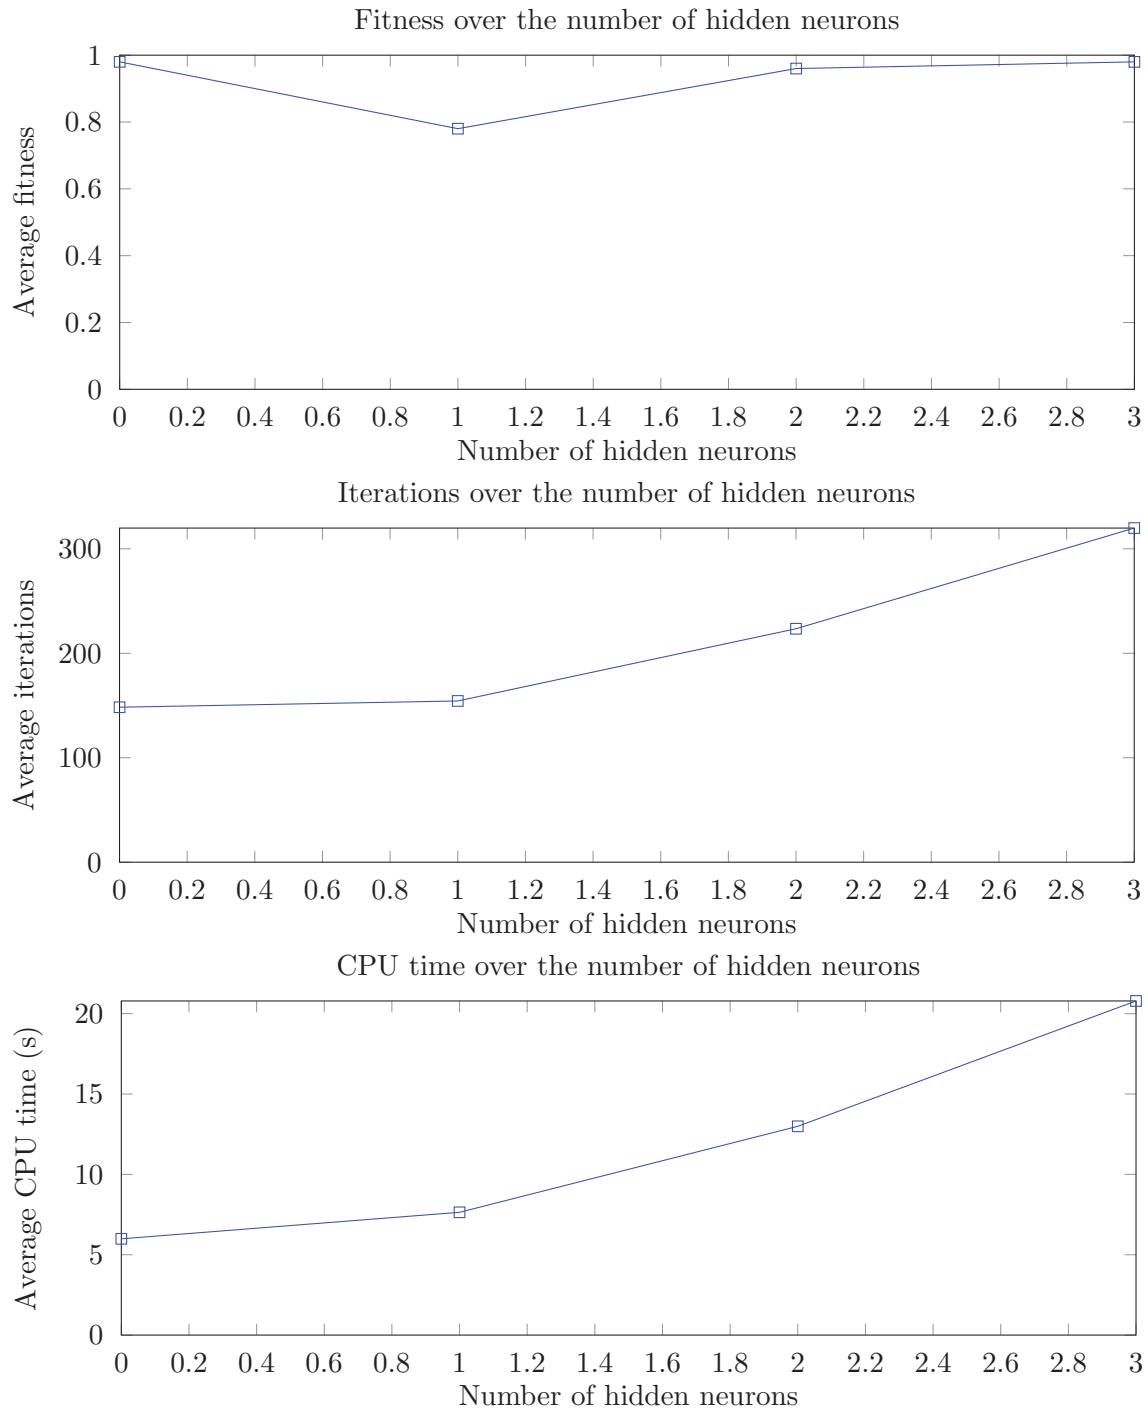 Fitness over the number of hidden neurons
1
0.8
0.6
0.4
0.2
0
Average fitness
0 0.2 0.4 0.6 0.8 1 1.2 1.4 1.6 1.8 2 2.2 2.4 2.6 2.8 3
Number of hidden neurons
Iterations over the number of hidden neurons
300
200
100
0
Average iterations
0 0.2 0.4 0.6 0.8 1 1.2 1.4 1.6 1.8 2 2.2 2.4 2.6 2.8 3
Number of hidden neurons
CPU time over the number of hidden neurons
20
15
10
5
0
Average CPU time (s)
0 0.2 0.4 0.6 0.8 1 1.2 1.4 1.6 1.8 2 2.2 2.4 2.6 2.8 3
Number of hidden neurons